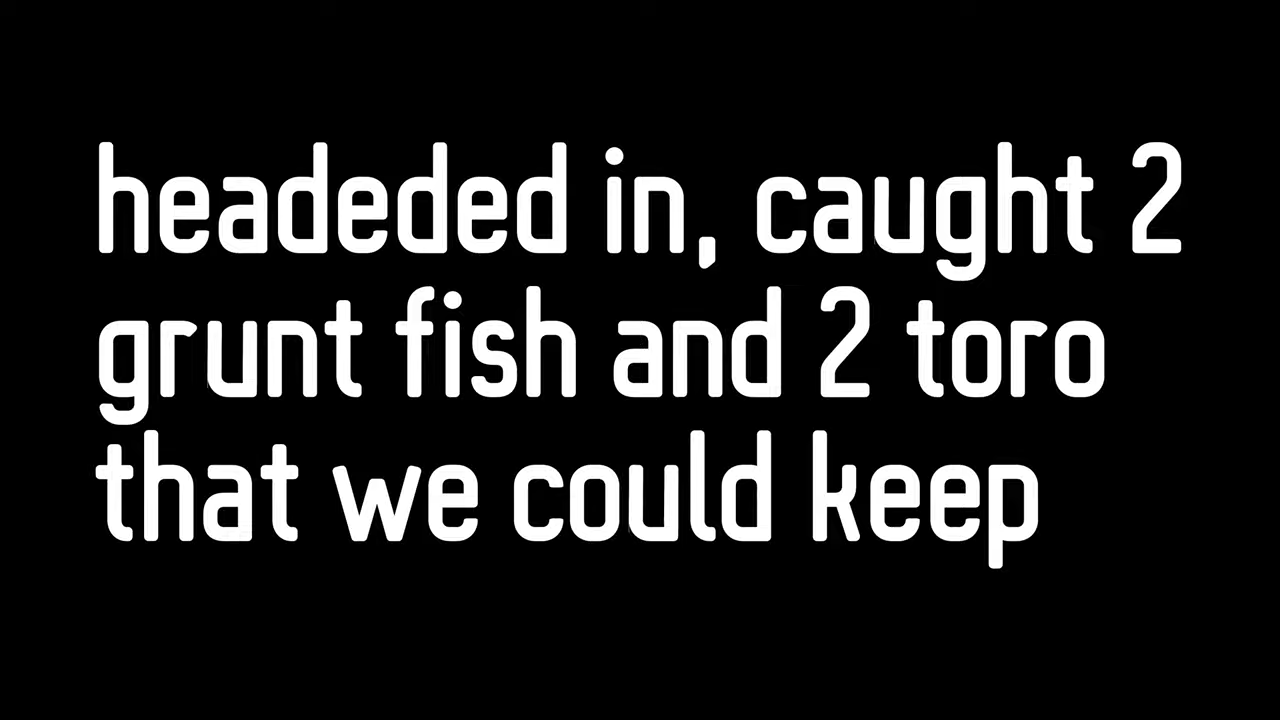 headeded in, caught 2
grunt fish and 2 toro
that we could keep